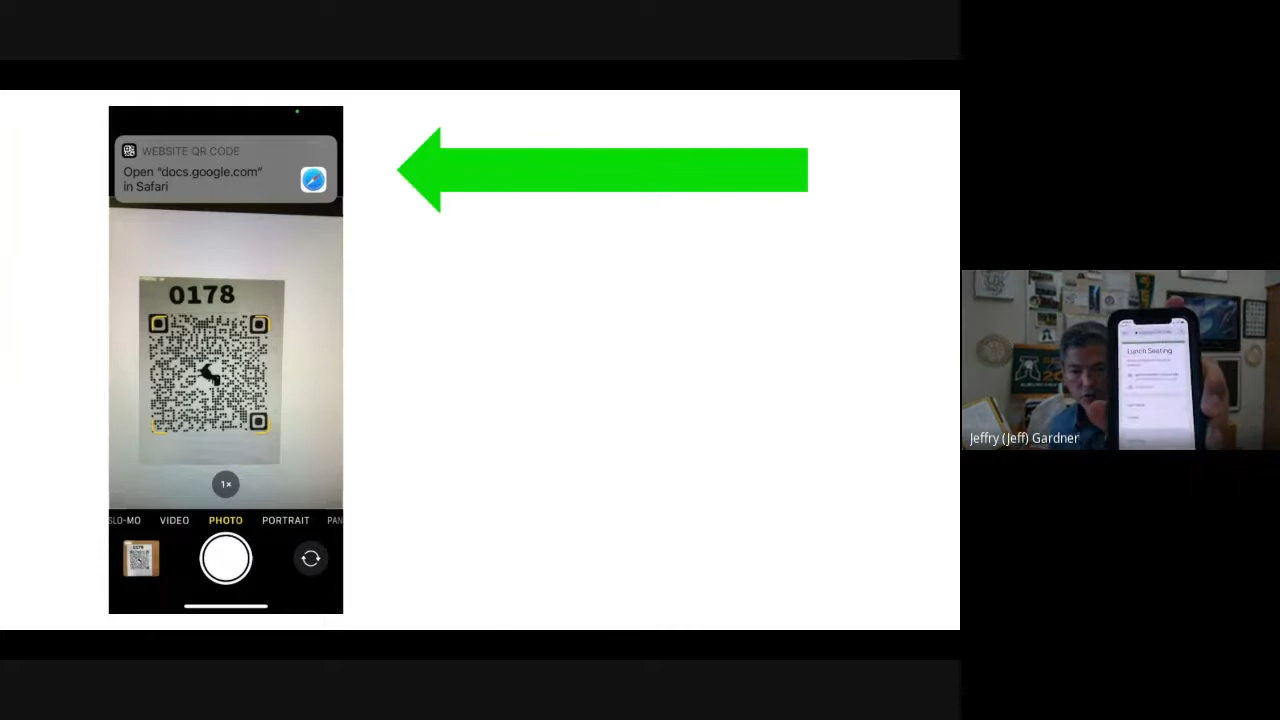 WEBSITE QR CODE
Open “docs.google.com”
in Safari
0178
1×
SLO-MO VIDEO PHOTO PORTRAIT PAN
0178
Lunch Seating
Jeffry (Jeff) Gardner